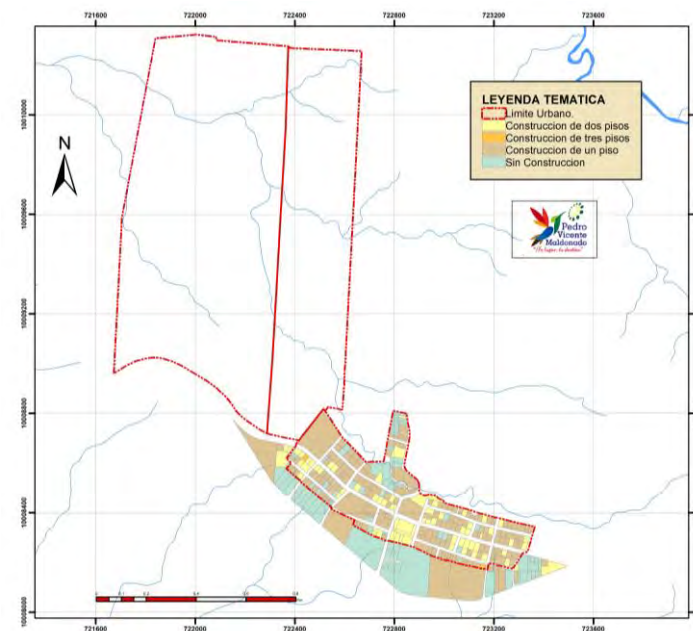 721600 722000 722400 722800 723200 723600
10010000
10009600
10009200
10008800
10008400
10008000
N
LEYENDA TEMATICA
Limite Urbano.
Construccion de dos pisos
Construccion de tres pisos
Construccion de un piso
Sin Construccion
Pedro
Vicente
Maldonado
721600 722000 722400 722800 723200 723600